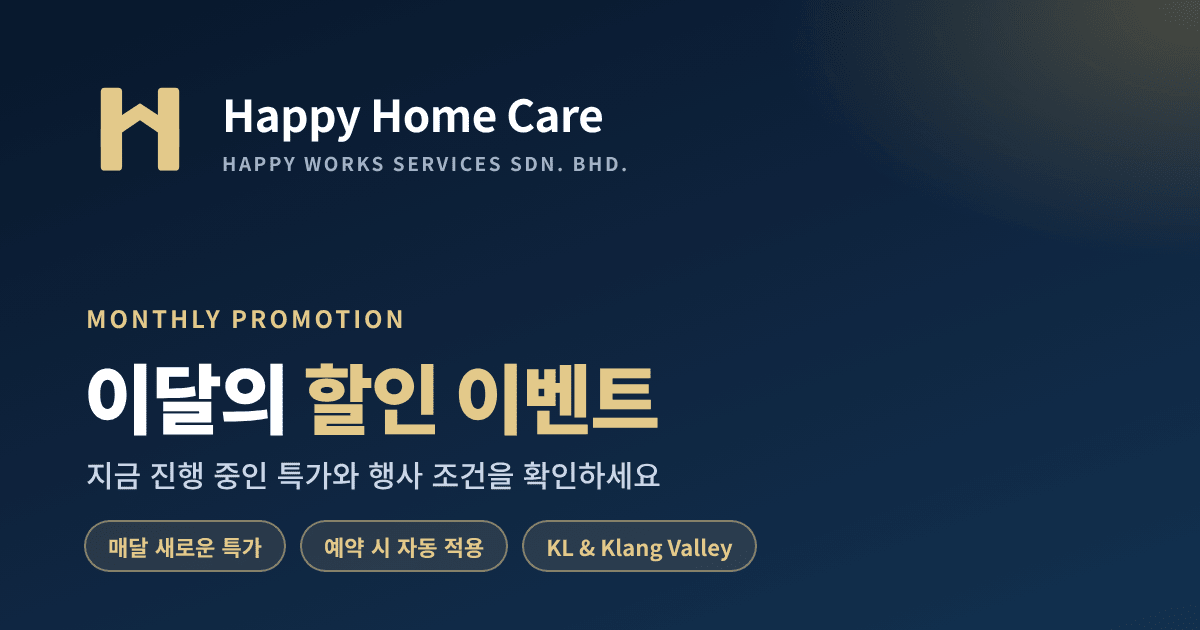 Happy Home Care
HAPPY WORKS SERVICES SDN. BHD.
MONTHLY PROMOTION
이달의 할인 이벤트
지금 진행 중인 특가와 행사 조건을 확인하세요
매달 새로운 특가
예약 시 자동 적용
KL & Klang Valley